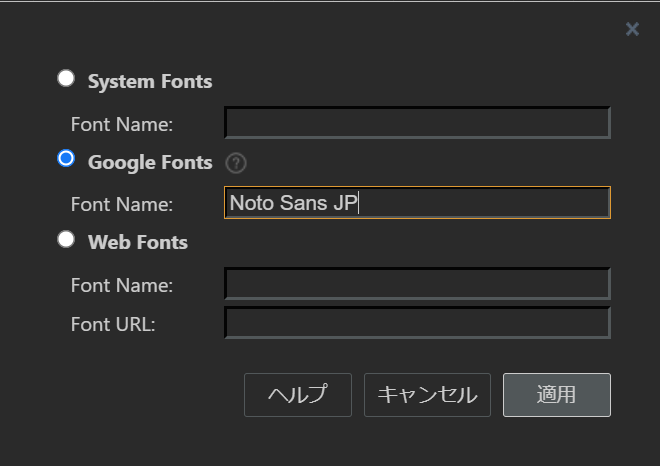 ×
System Fonts
Font Name:
Google Fonts ?
Font Name: Noto Sans JP
Web Fonts
Font Name:
Font URL:
ヘルプ キャンセル 適用